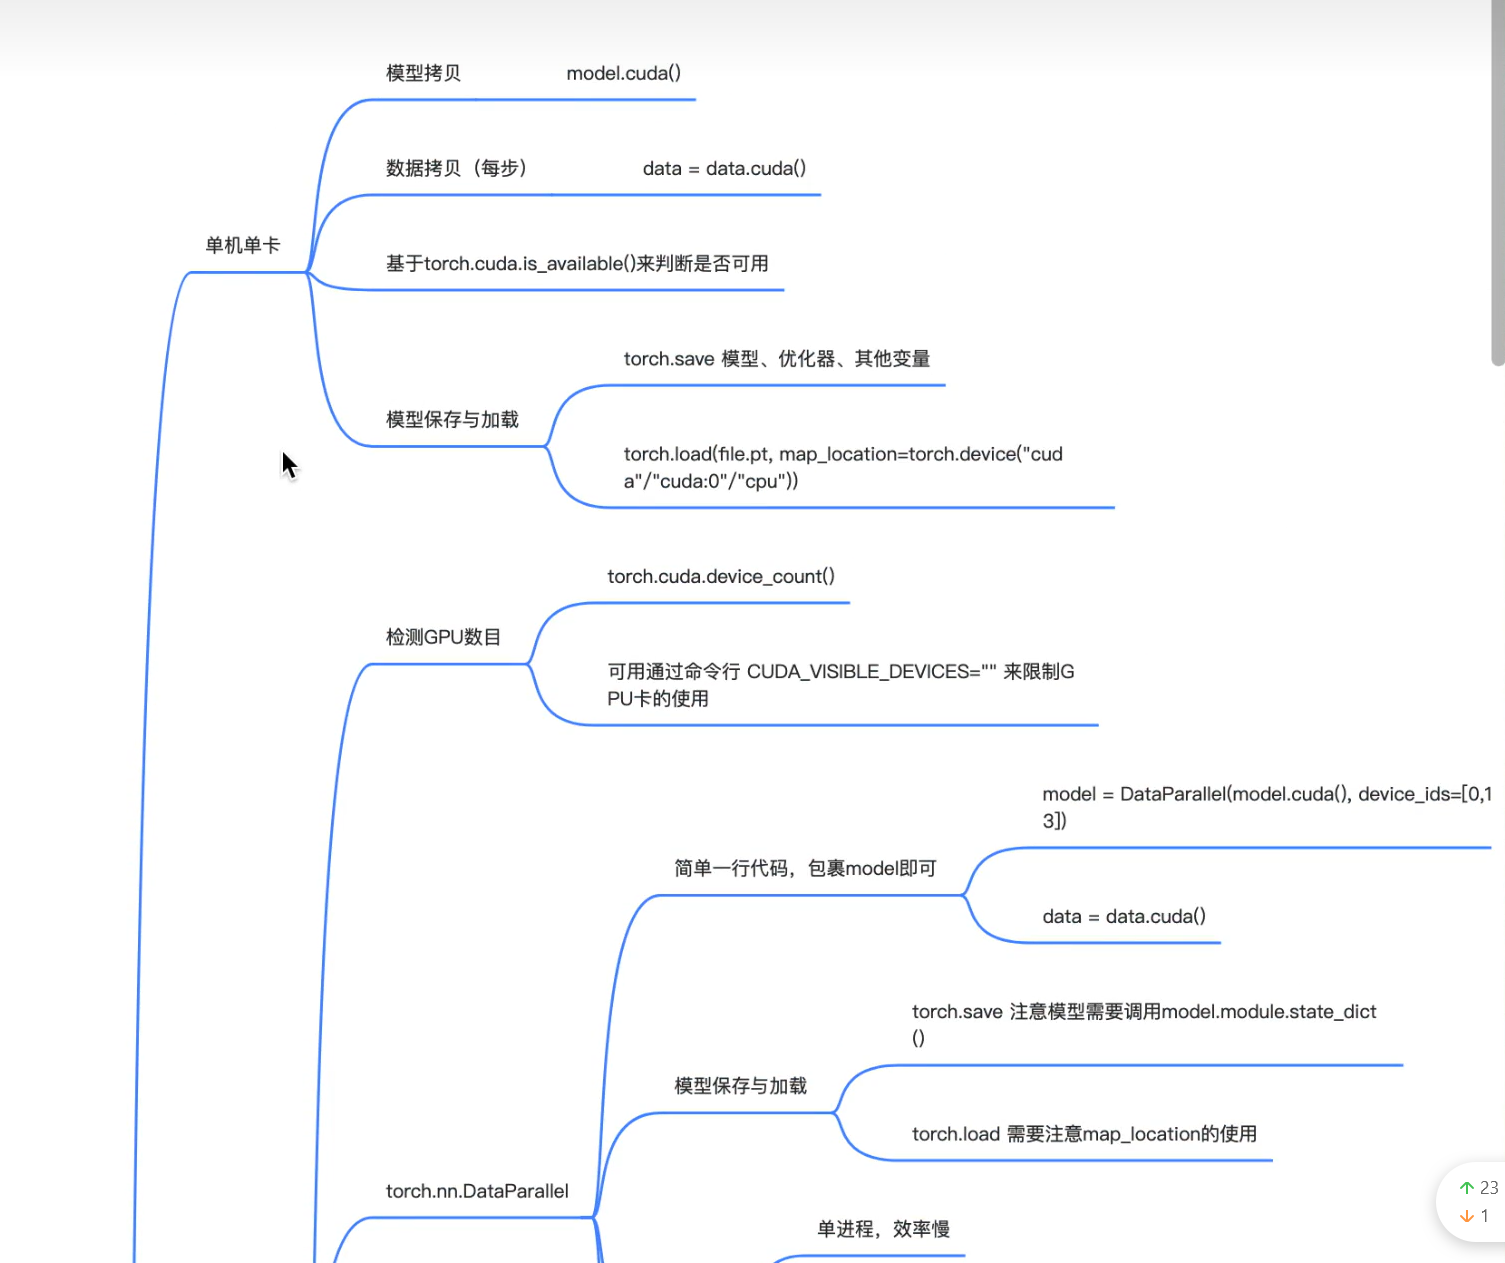 模型拷贝
model.cuda()
数据拷贝（每步）
data = data.cuda()
单机单卡
基于torch.cuda.is_available()来判断是否可用
torch.save 模型、优化器、其他变量
模型保存与加载
torch.load(file.pt, map_location=torch.device("cud
a"/"cuda:0"/"cpu"))
torch.cuda.device_count()
检测GPU数目
可用通过命令行 CUDA_VISIBLE_DEVICES="" 来限制G
PU卡的使用
model = DataParallel(model.cuda(), device_ids=[0,1
3])
简单一行代码，包裹model即可
data = data.cuda()
torch.save 注意模型需要调用model.module.state_dict
()
模型保存与加载
torch.load 需要注意map_location的使用
torch.nn.DataParallel
单进程，效率慢
23
1